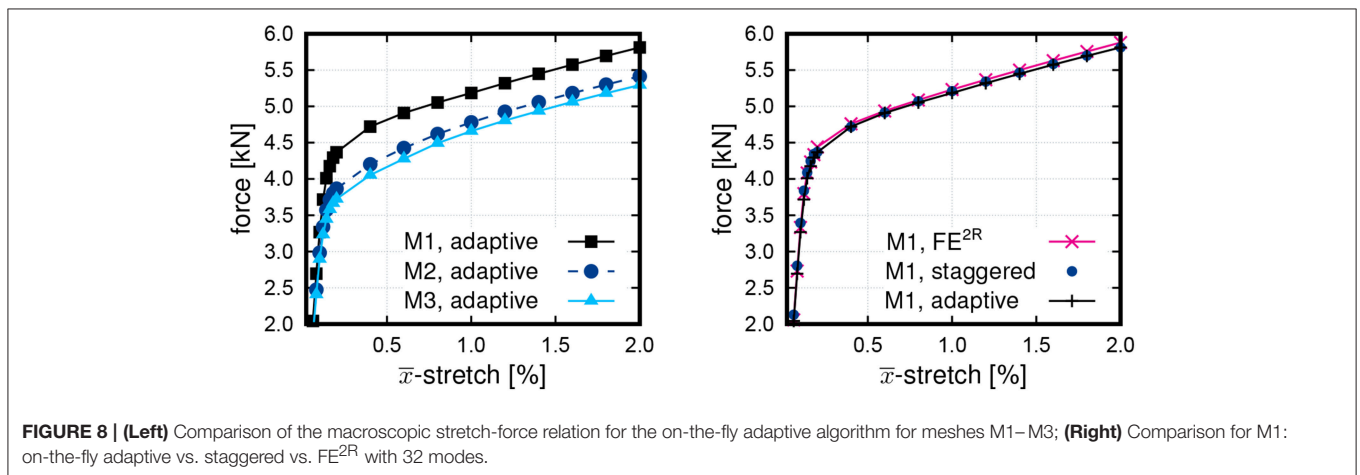 6.0
5.5
5.0
4.5
4.0
3.5
3.0
2.5
2.0
force [kN]
M1, adaptive
M2, adaptive
M3, adaptive
0.5 1.0 1.5 2.0
x̄-stretch [%]
6.0
5.5
5.0
4.5
4.0
3.5
3.0
2.5
2.0
force [kN]
M1, FE²ᴿ
M1, staggered
M1, adaptive
0.5 1.0 1.5 2.0
x̄-stretch [%]
FIGURE 8 | (Left) Comparison of the macroscopic stretch-force relation for the on-the-fly adaptive algorithm for meshes M1–M3; (Right) Comparison for M1:
on-the-fly adaptive vs. staggered vs. FE²ᴿ with 32 modes.